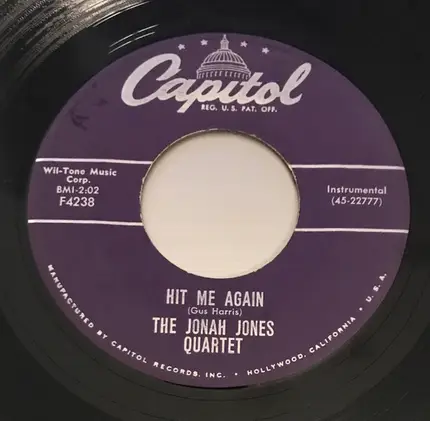 Capitol
REG. U.S. PAT. OFF.
Wil-Tone Music
Corp.
BMI-2:02
F4238
Instrumental
(45-22777)
HIT ME AGAIN
(Gus Harris)
THE JONAH JONES
QUARTET
MANUFACTURED BY CAPITOL RECORDS, INC. • HOLLYWOOD, CALIFORNIA • U.S.A.